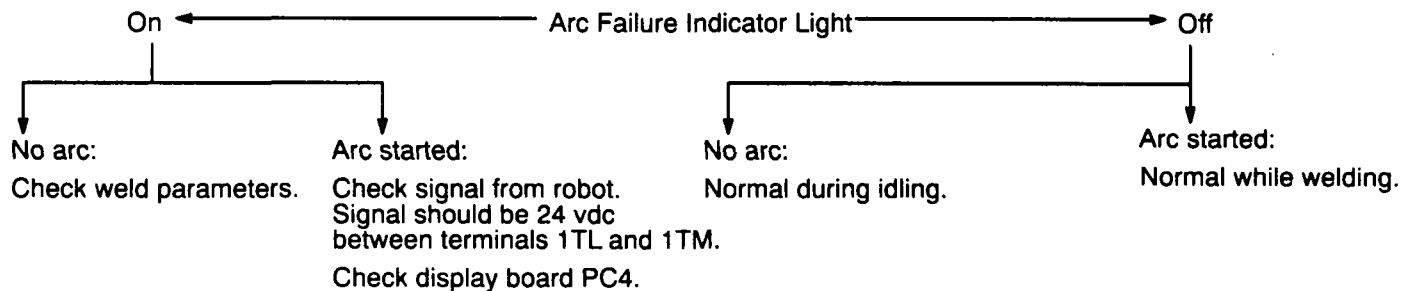 On Arc Failure Indicator Light Off
No arc:
Check weld parameters.
Arc started:
Check signal from robot.
Signal should be 24 vdc
between terminals 1TL and 1TM.
Check display board PC4.
No arc:
Normal during idling.
Arc started:
Normal while welding.